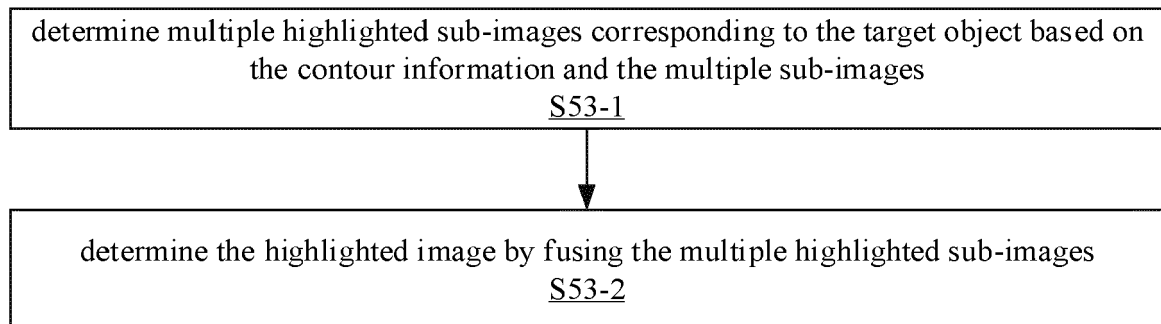 determine multiple highlighted sub-images corresponding to the target object based on
the contour information and the multiple sub-images
S53-1
determine the highlighted image by fusing the multiple highlighted sub-images
S53-2